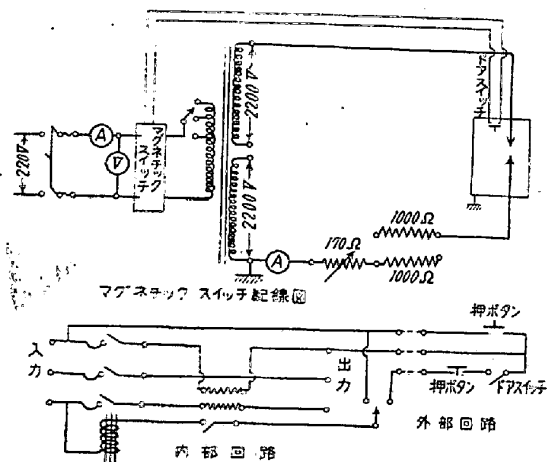 ドアスイッチ
A
V
マグネチックスイッチ
220V
2200 V
2200 V
A
170Ω
1000Ω
1000Ω
マグネチック スイッチ配線図
押ボタン
入力
出力
押ボタン
ドアスイッチ
内部回路
外部回路